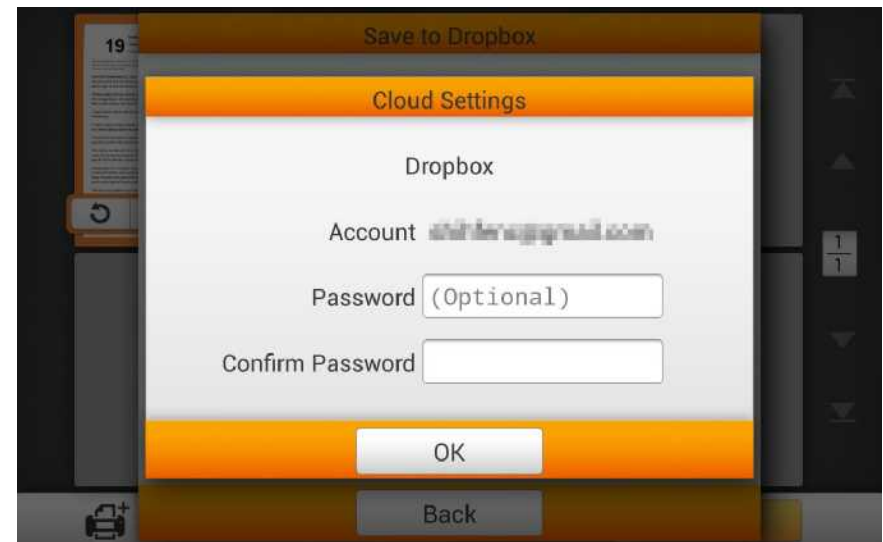 19
Save to Dropbox
Cloud Settings
Dropbox
Account
Password (Optional)
Confirm Password
1
1
OK
Back